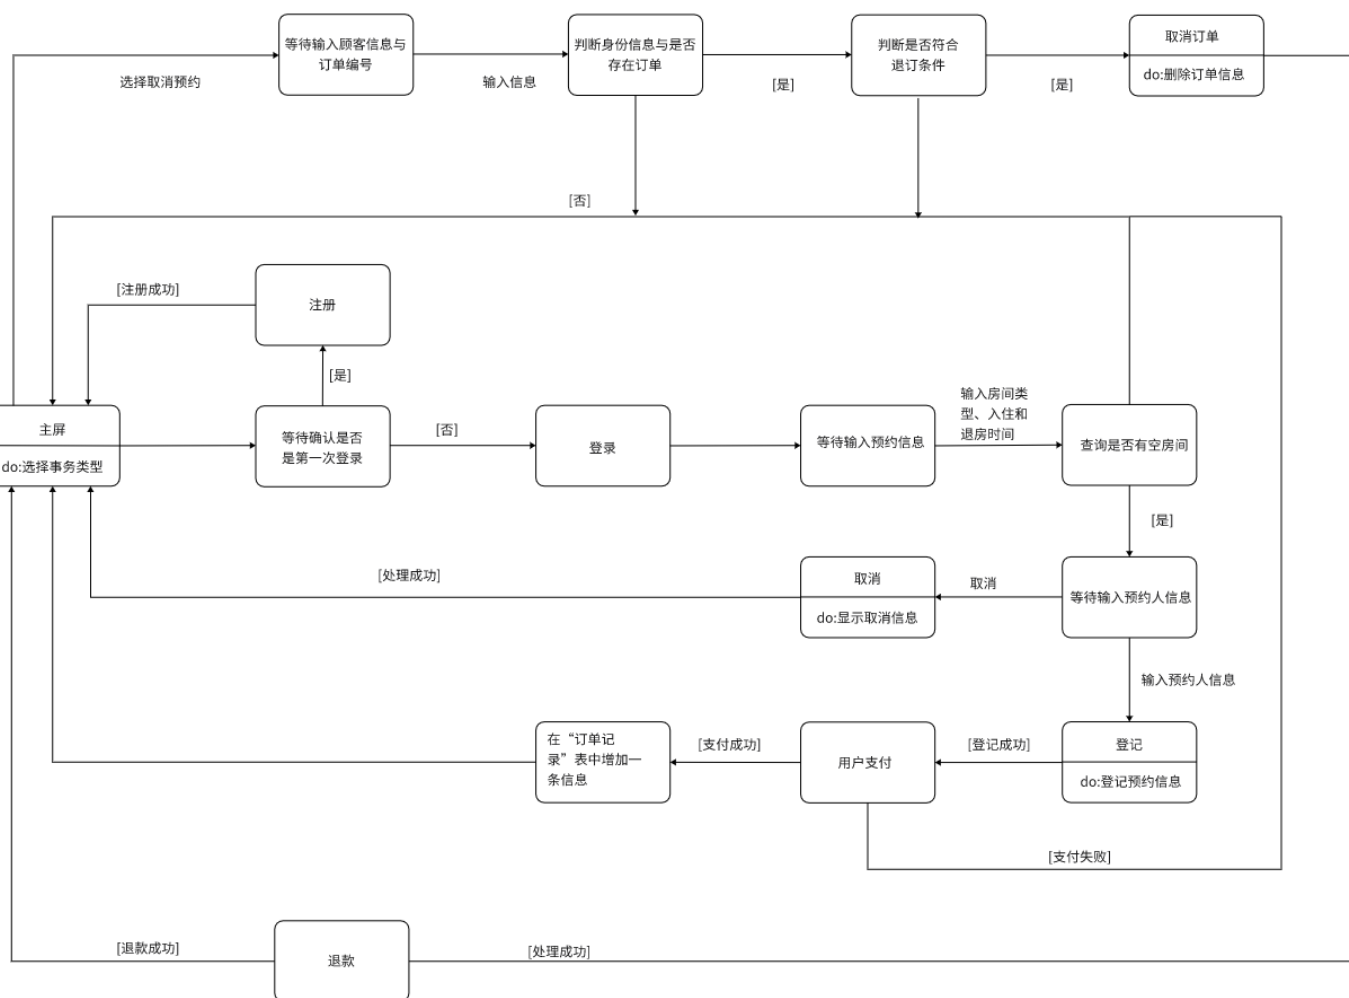 等待输入顾客信息与
订单编号
判断身份信息与是否
存在订单
判断是否符合
退订条件
取消订单
do:删除订单信息
选择取消预约
输入信息
[是]
[是]
[否]
[注册成功]
注册
[是]
主屏
do:选择事务类型
等待确认是否
是第一次登录
[否]
登录
等待输入预约信息
输入房间类
型、入住和
退房时间
查询是否有空房间
[是]
[处理成功]
取消
do:显示取消信息
取消
等待输入预约人信息
输入预约人信息
在“订单记
录”表中增加一
条信息
[支付成功]
用户支付
[登记成功]
登记
do:登记预约信息
[支付失败]
[退款成功]
退款
[处理成功]